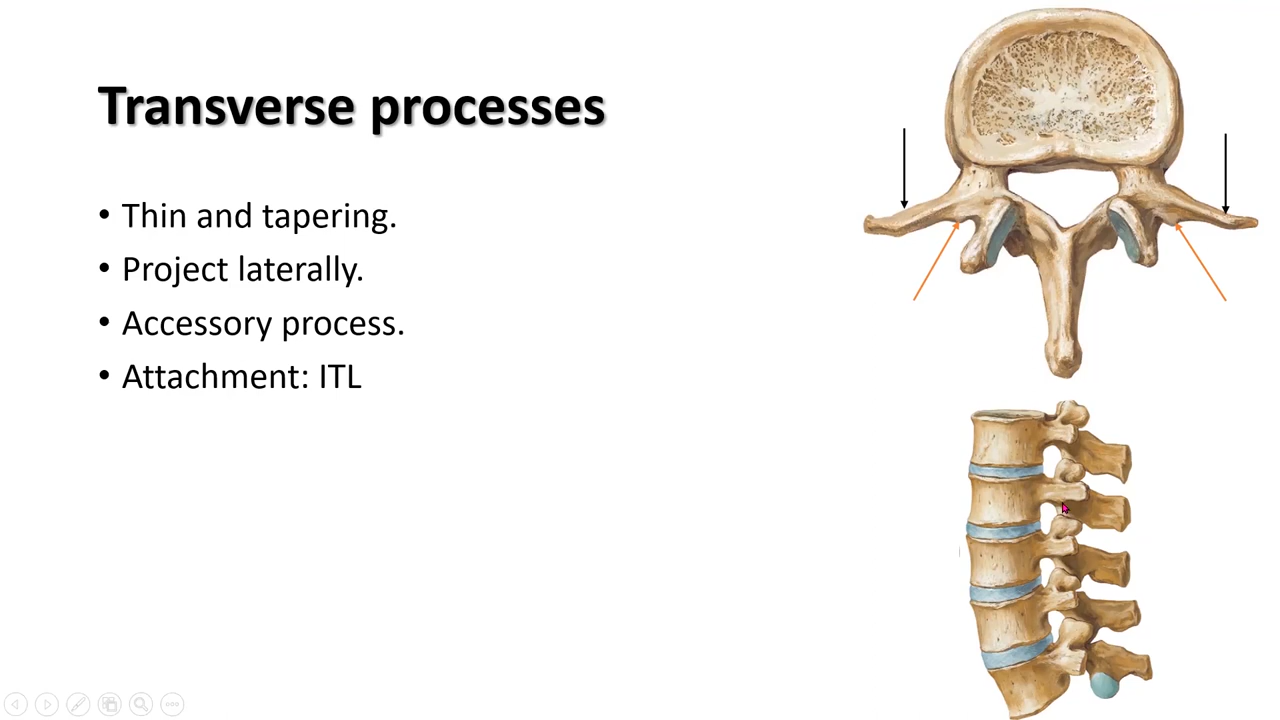 Transverse processes
• Thin and tapering.
• Project laterally.
• Accessory process.
• Attachment: ITL